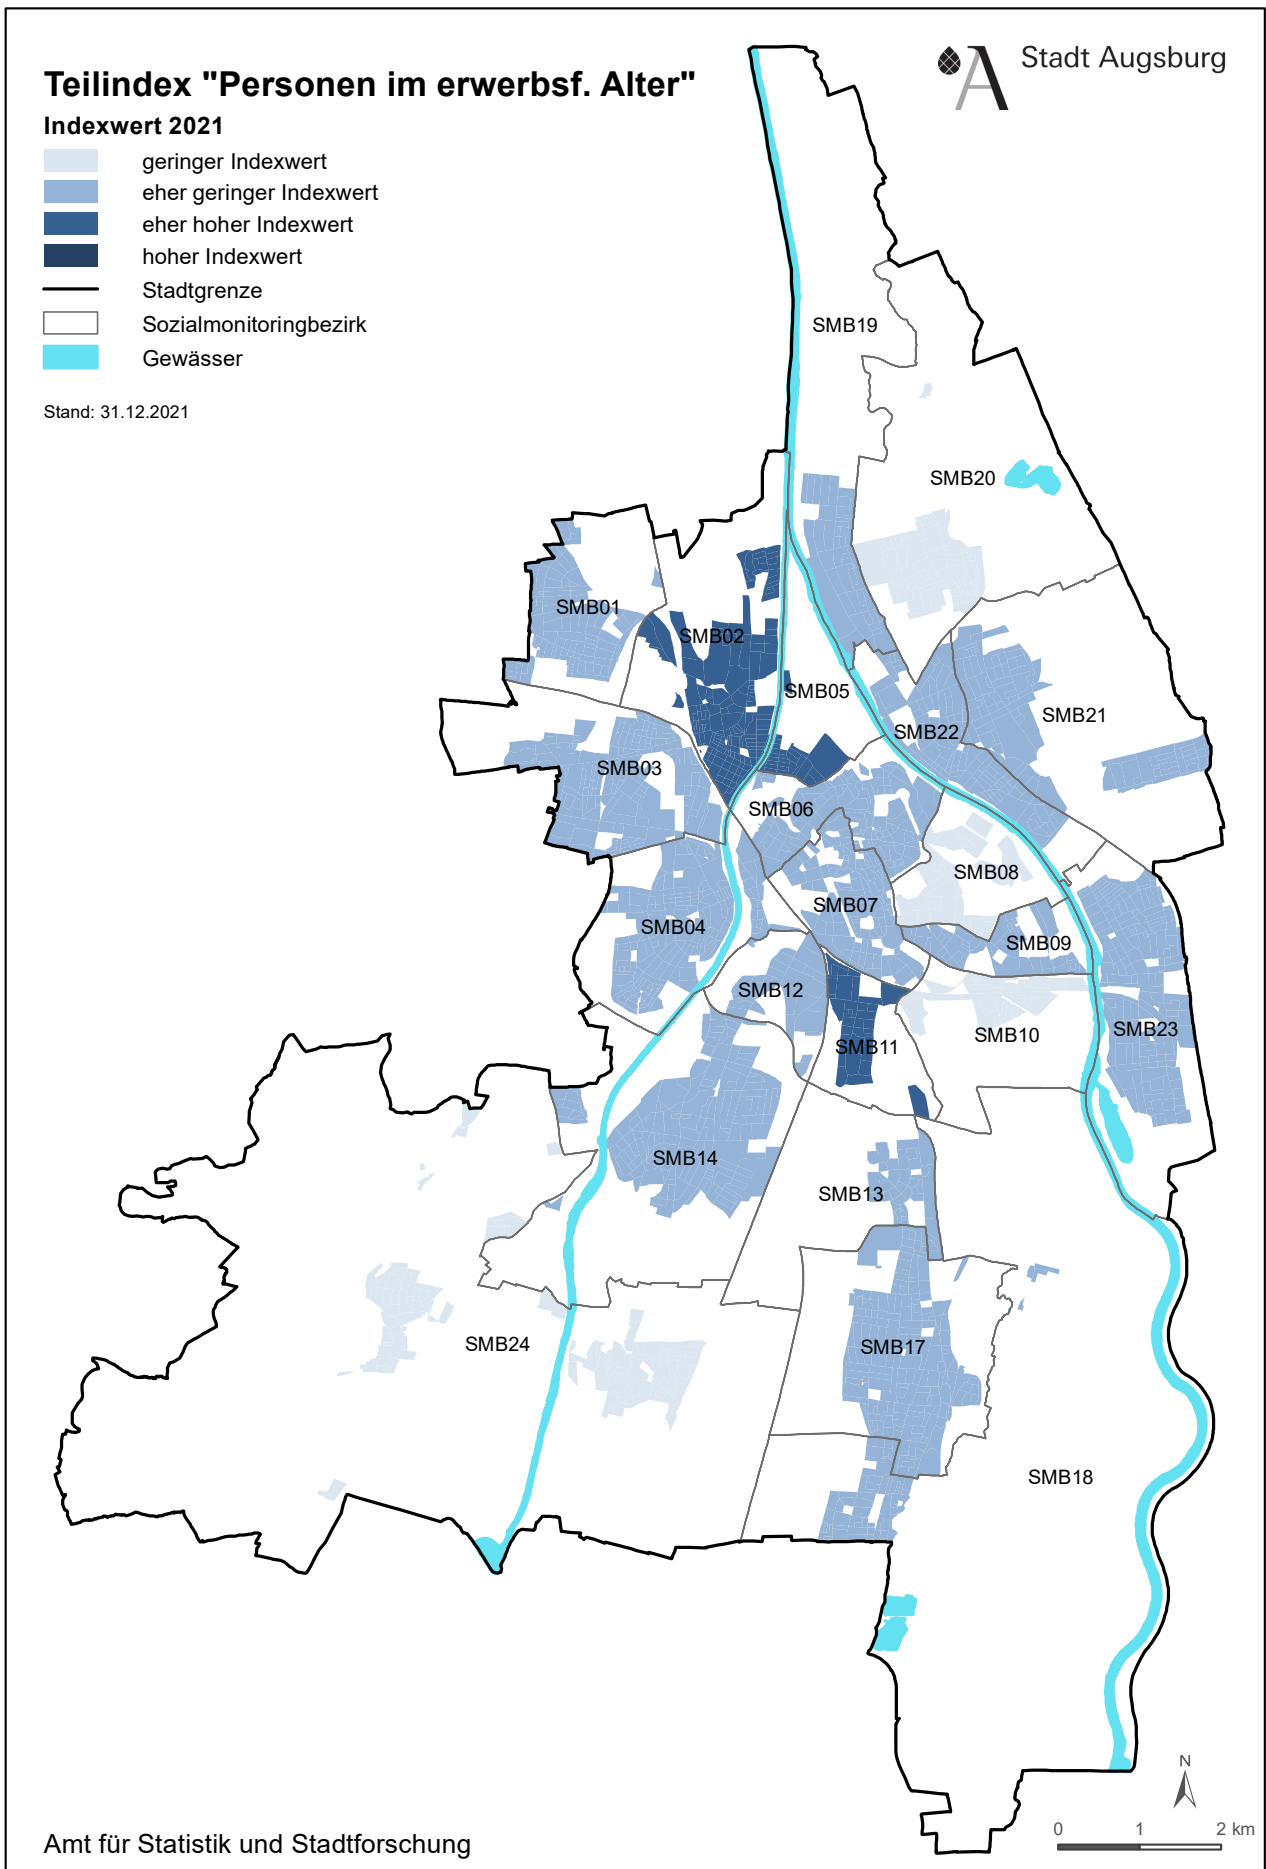 Teilindex "Personen im erwerbsf. Alter"
Stadt Augsburg
Indexwert 2021
geringer Indexwert
eher geringer Indexwert
eher hoher Indexwert
hoher Indexwert
Stadtgrenze
Sozialmonitoringbezirk
Gewässer
Stand: 31.12.2021
SMB19
SMB20
SMB01
SMB02
SMB05
SMB21
SMB22
SMB03
SMB06
SMB08
SMB07
SMB04
SMB09
SMB12
SMB23
SMB10
SMB11
SMB14
SMB13
SMB24
SMB17
SMB18
N
0 1 2 km
Amt für Statistik und Stadtforschung